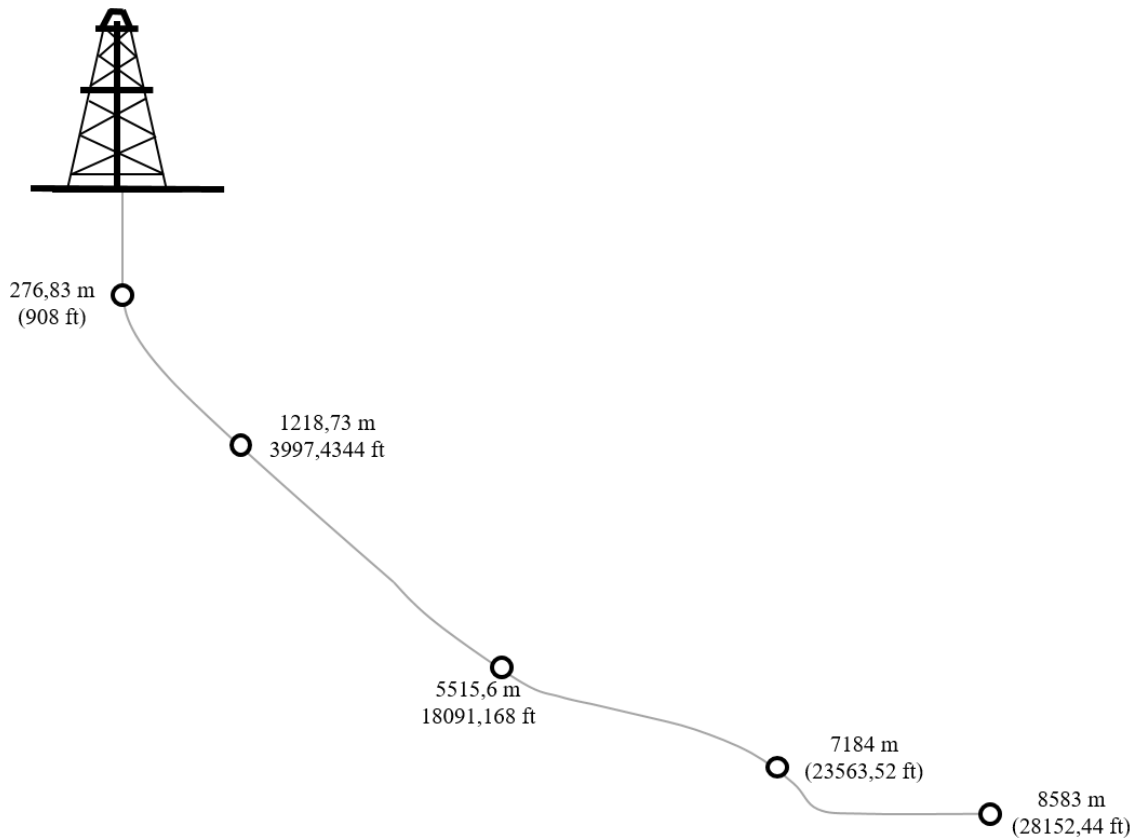 276,83 m
(908 ft)
1218,73 m
3997,4344 ft
5515,6 m
18091,168 ft
7184 m
(23563,52 ft)
8583 m
(28152,44 ft)